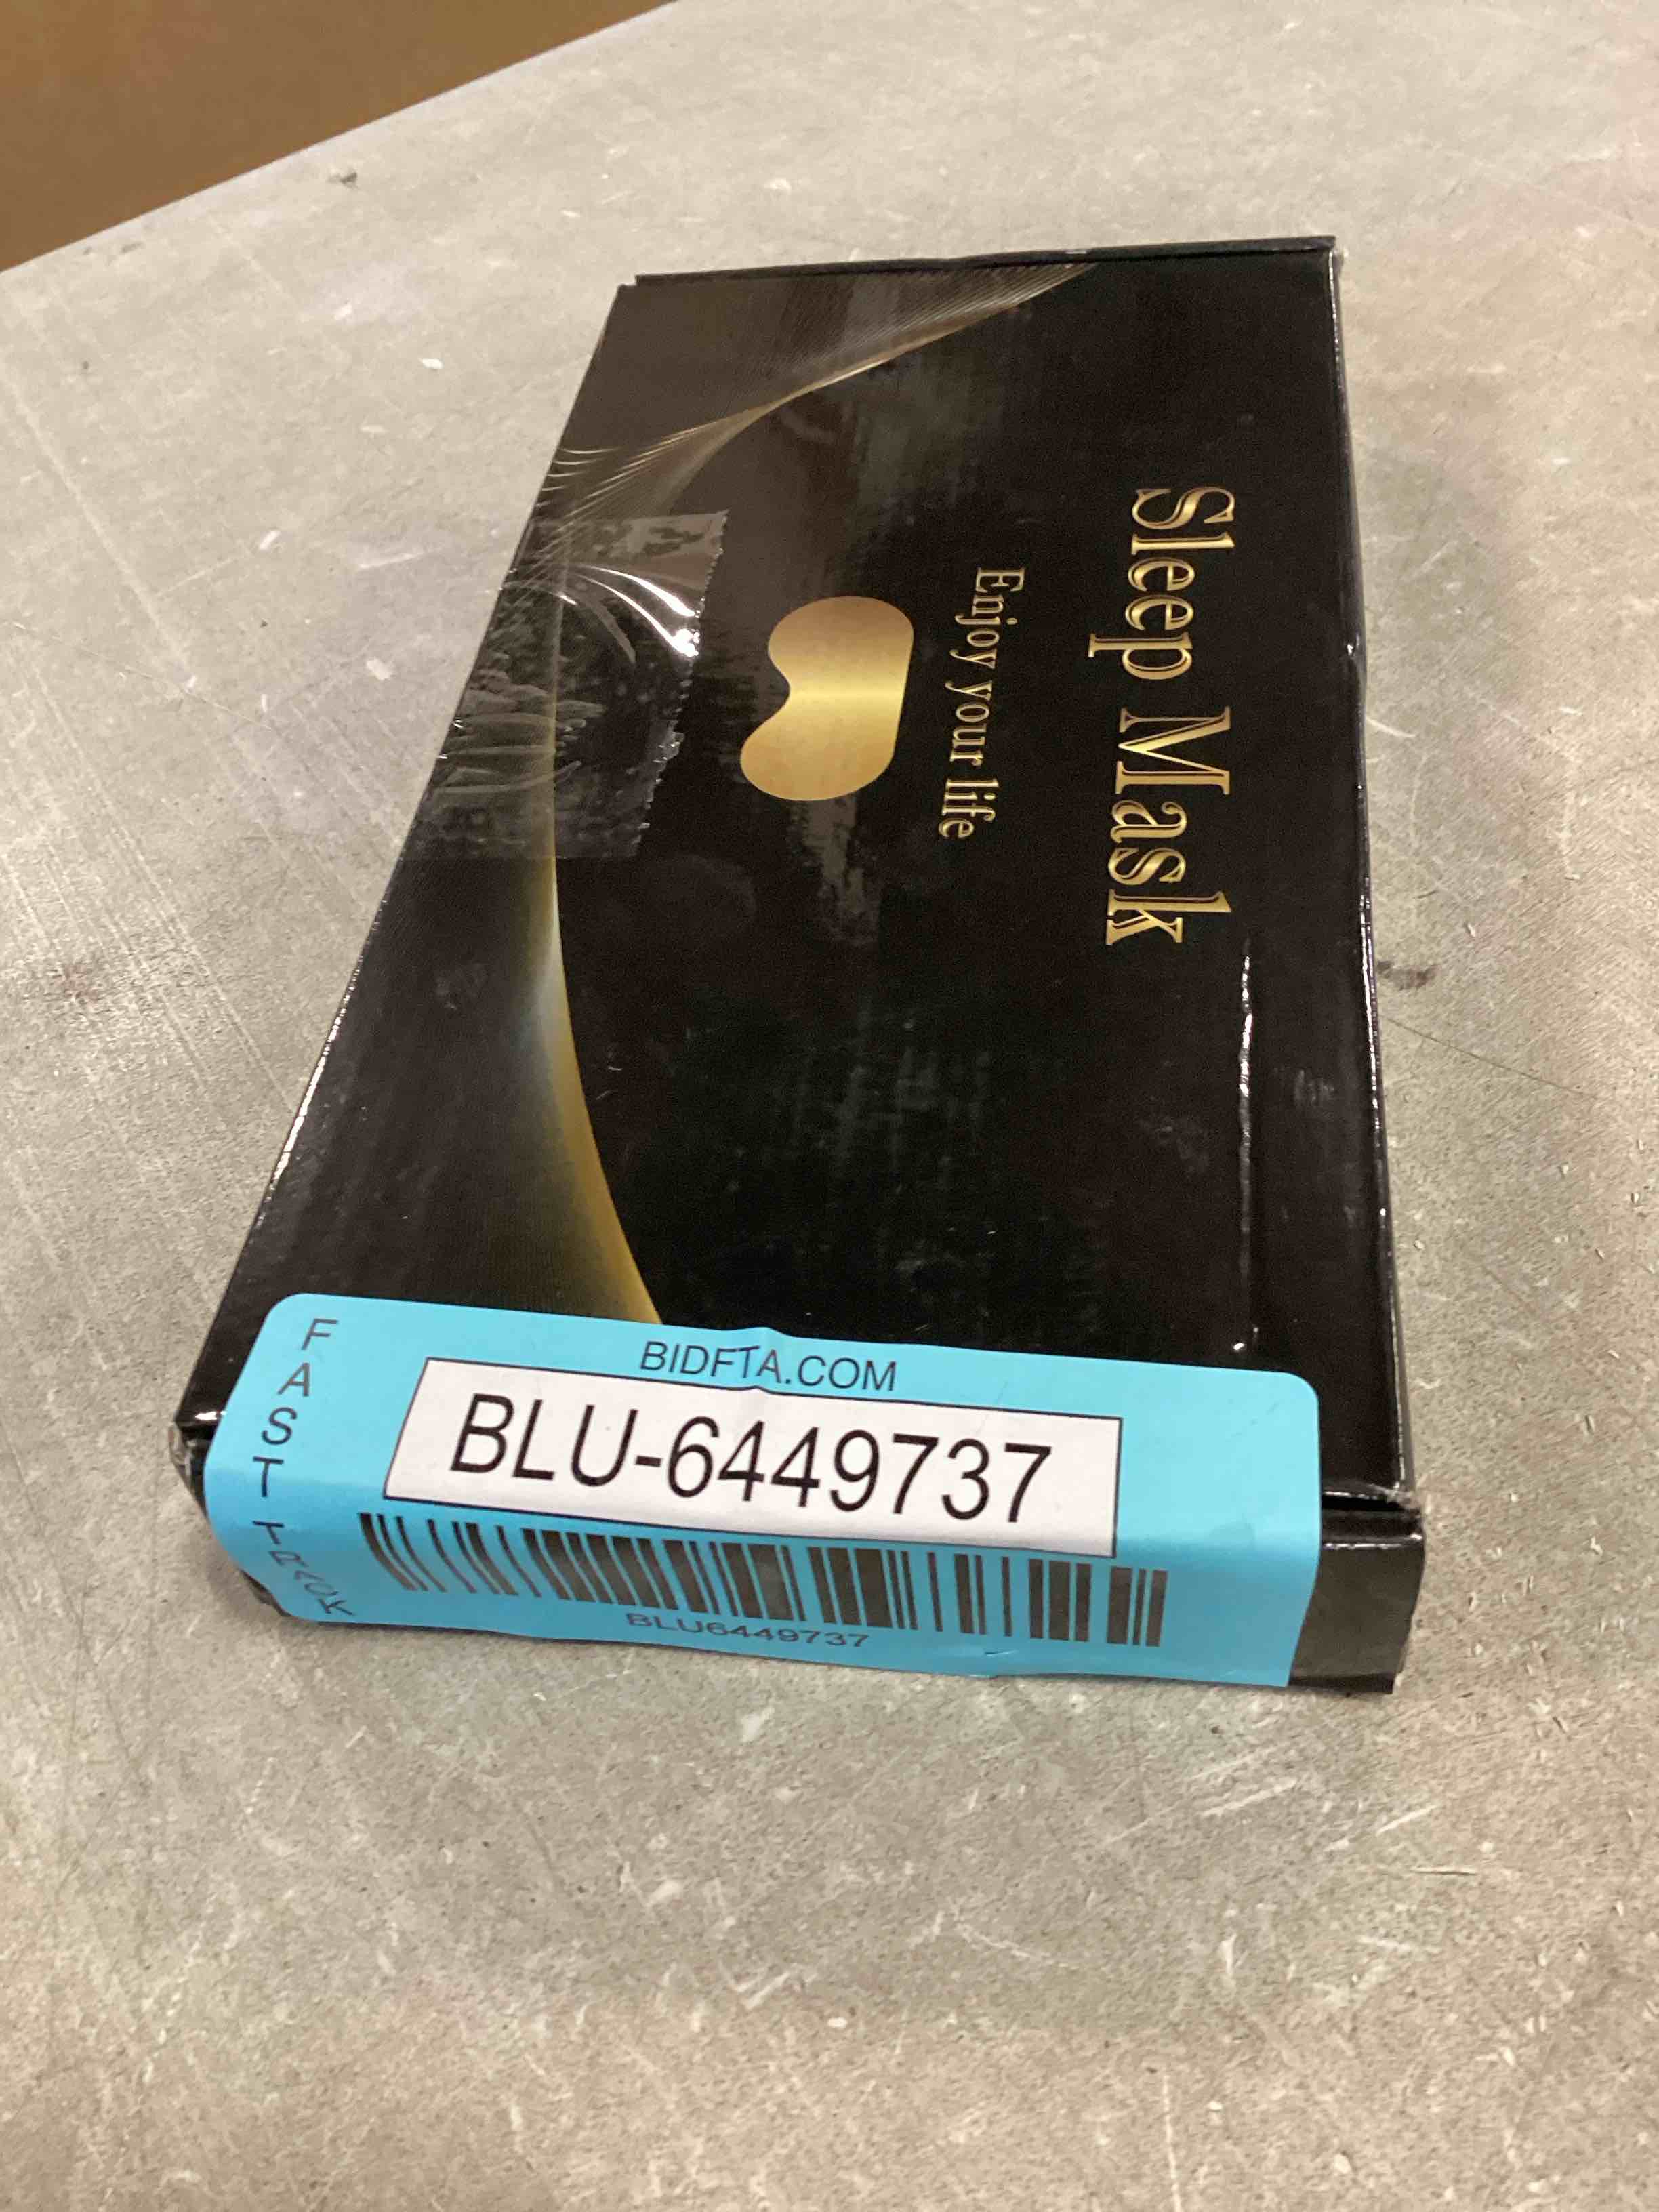 Sleep Mask
Enjoy your life
FAST TRACK
BIDFTA.COM
BLU-6449737
BLU6449737